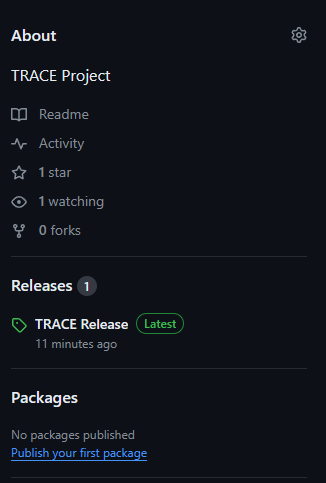 About
TRACE Project
Readme
Activity
1 star
1 watching
0 forks
Releases 1
TRACE Release Latest
11 minutes ago
Packages
No packages published
Publish your first package